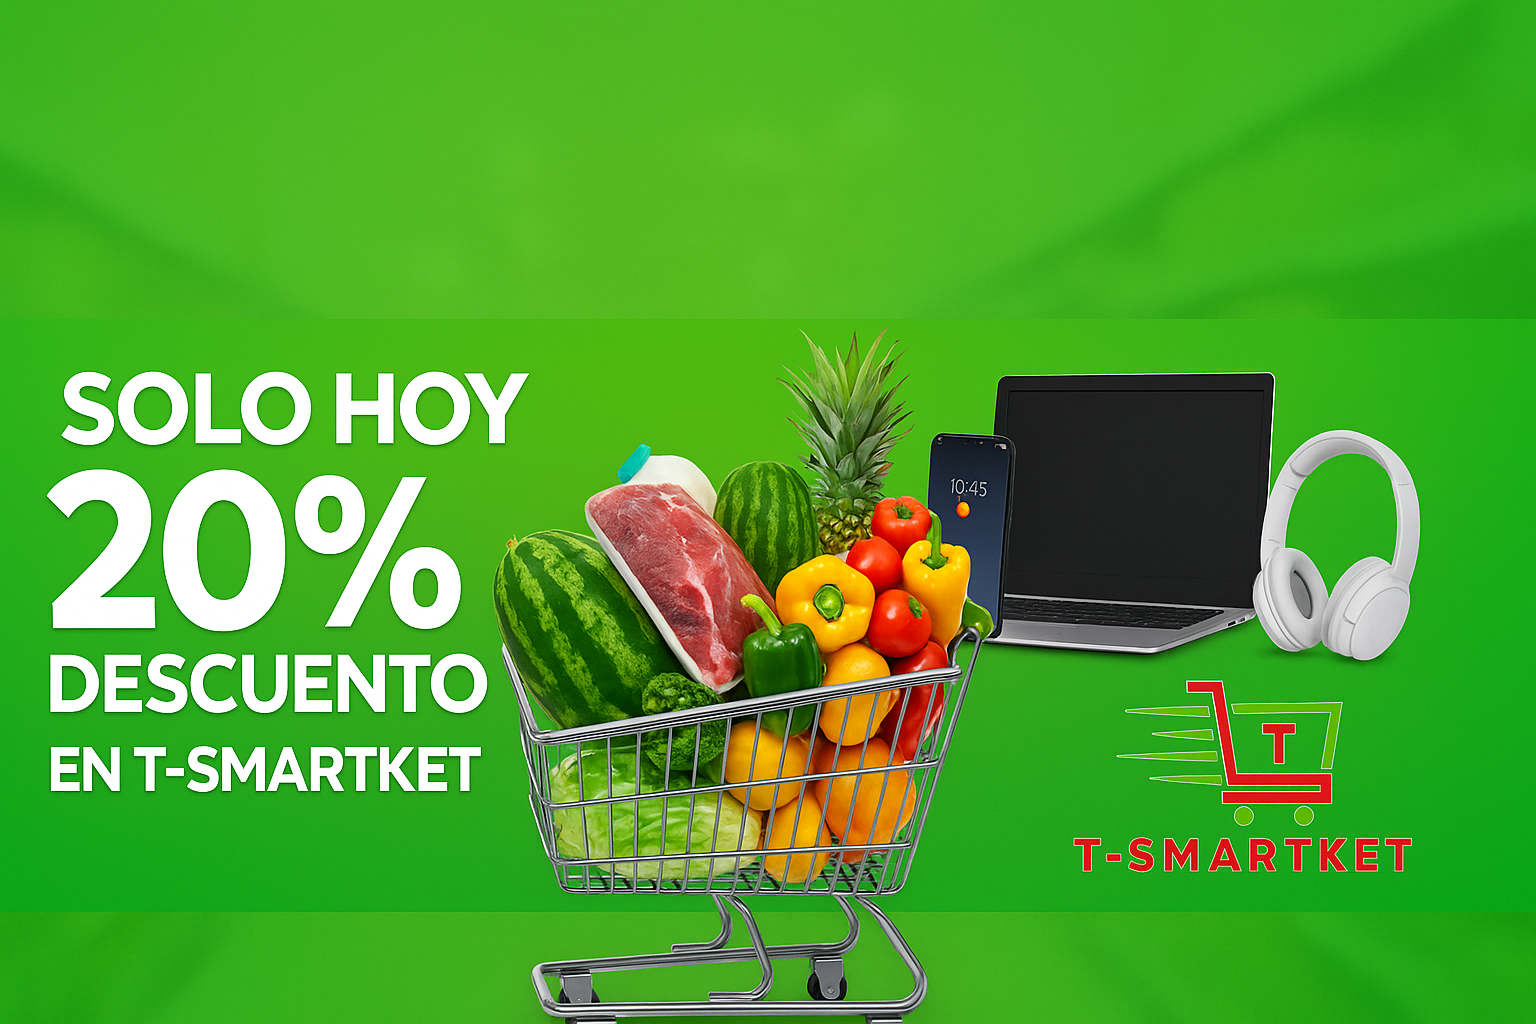 SOLO HOY
20%
DESCUENTO
EN T-SMARTKET
10:45
T
T-SMARTKET